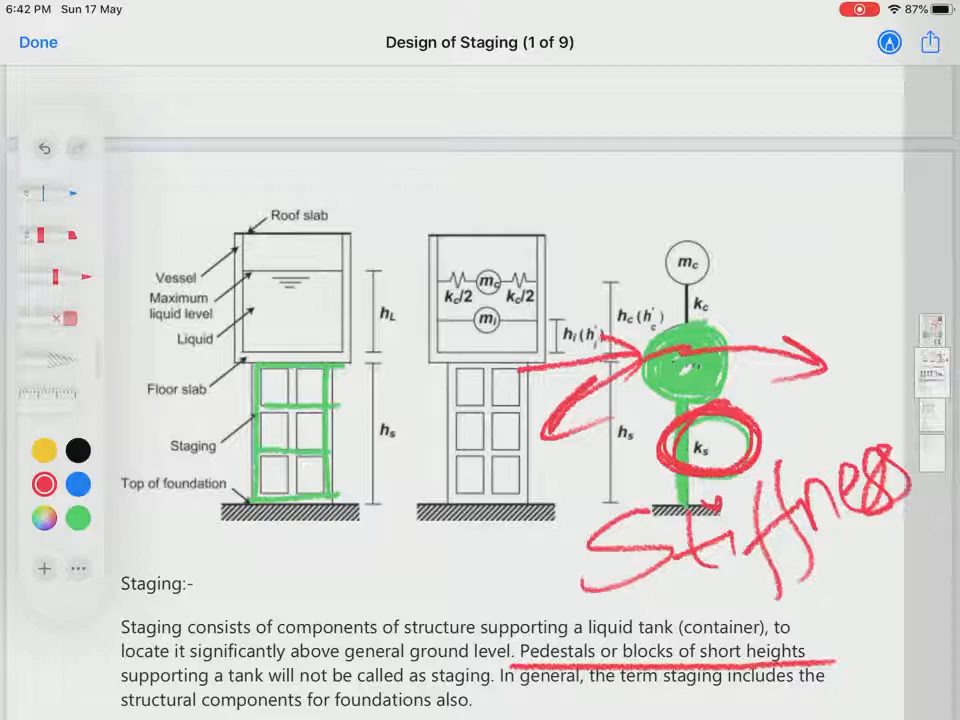 6:42 PM Sun 17 May
87%
Done
Design of Staging (1 of 9)
Roof slab
Vessel
Maximum
liquid level
Liquid
Floor slab
Staging
Top of foundation
hL
hs
mc
kc/2 kc/2
mi
hi(h'i)
hc(h'c)
hs
mc
kc
ks
Stiffness
Staging:-
Staging consists of components of structure supporting a liquid tank (container), to
locate it significantly above general ground level. Pedestals or blocks of short heights
supporting a tank will not be called as staging. In general, the term staging includes the
structural components for foundations also.